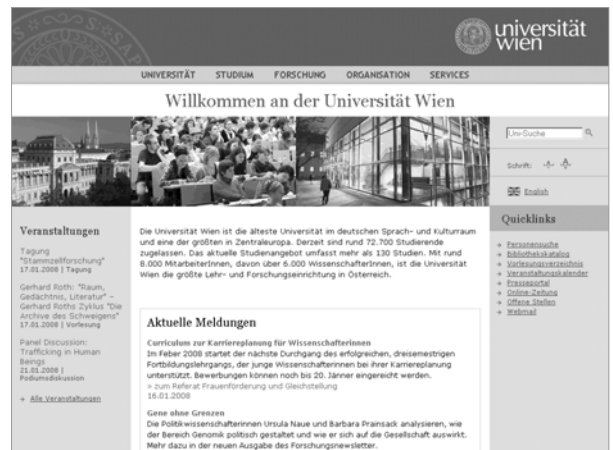 universität
wien
UNIVERSITÄT STUDIUM FORSCHUNG ORGANISATION SERVICES
Willkommen an der Universität Wien
Uni-Suche
Schrift: A A
English
Quicklinks
Personensuche
Bibliothekskatalog
Vorlesungsverzeichnis
Veranstaltungskalender
Presseportal
Online-Zeitung
Offene Stellen
Webmail
Veranstaltungen
Tagung
"Stammzellforschung"
17.01.2008 | Tagung
Gerhard Roth: "Raum,
Gedächtnis, Literatur" –
Gerhard Roths Zyklus "Die
Archive des Schweigens"
17.01.2008 | Vorlesung
Panel Discussion:
Trafficking in Human
Beings
21.01.2008 |
Podiumsdiskussion
Alle Veranstaltungen
Die Universität Wien ist die älteste Universität im deutschen Sprach- und Kulturraum
und eine der größten in Zentraleuropa. Derzeit sind rund 72.700 Studierende
zugelassen. Das aktuelle Studienangebot umfasst mehr als 130 Studien. Mit rund
8.000 MitarbeiterInnen, davon über 6.000 WissenschafterInnen, ist die Universität
Wien die größte Lehr- und Forschungseinrichtung in Österreich.
Aktuelle Meldungen
Curriculum zur Karriereplanung für Wissenschafterinnen
Im Feber 2008 startet der nächste Durchgang des erfolgreichen, dreisemestrigen
Fortbildungslehrgangs, der junge Wissenschafterinnen bei ihrer Karriereplanung
unterstützt. Bewerbungen können noch bis 20. Jänner eingereicht werden.
» zum Referat Frauenförderung und Gleichstellung
16.01.2008
Gene ohne Grenzen
Die Politikwissenschafterinnen Ursula Naue und Barbara Prainsack analysieren, wie
der Bereich Genomik politisch gestaltet und wie er sich auf die Gesellschaft auswirkt.
Mehr dazu in der neuen Ausgabe des Forschungsnewsletter.